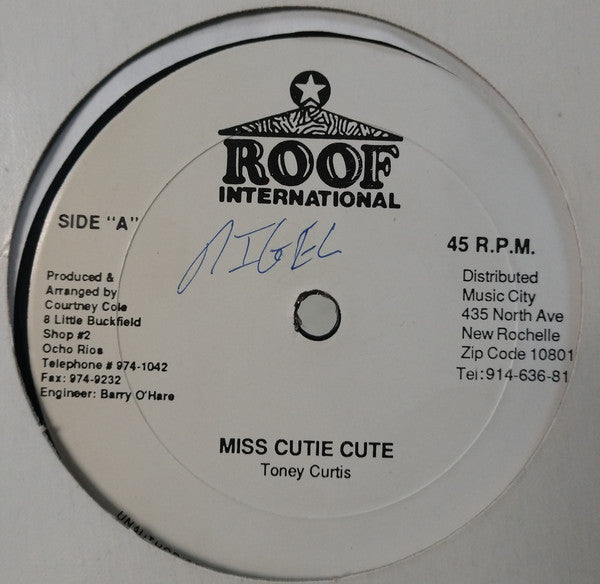 ROOF
INTERNATIONAL
SIDE "A"
NIGEL
45 R.P.M.
Produced &
Arranged by
Courtney Cole
8 Little Buckfield
Shop #2
Ocho Rios
Telephone # 974-1042
Fax: 974-9232
Engineer: Barry O'Hare
Distributed
Music City
435 North Ave
New Rochelle
Zip Code 10801
Tel:914-636-81
MISS CUTIE CUTE
Toney Curtis